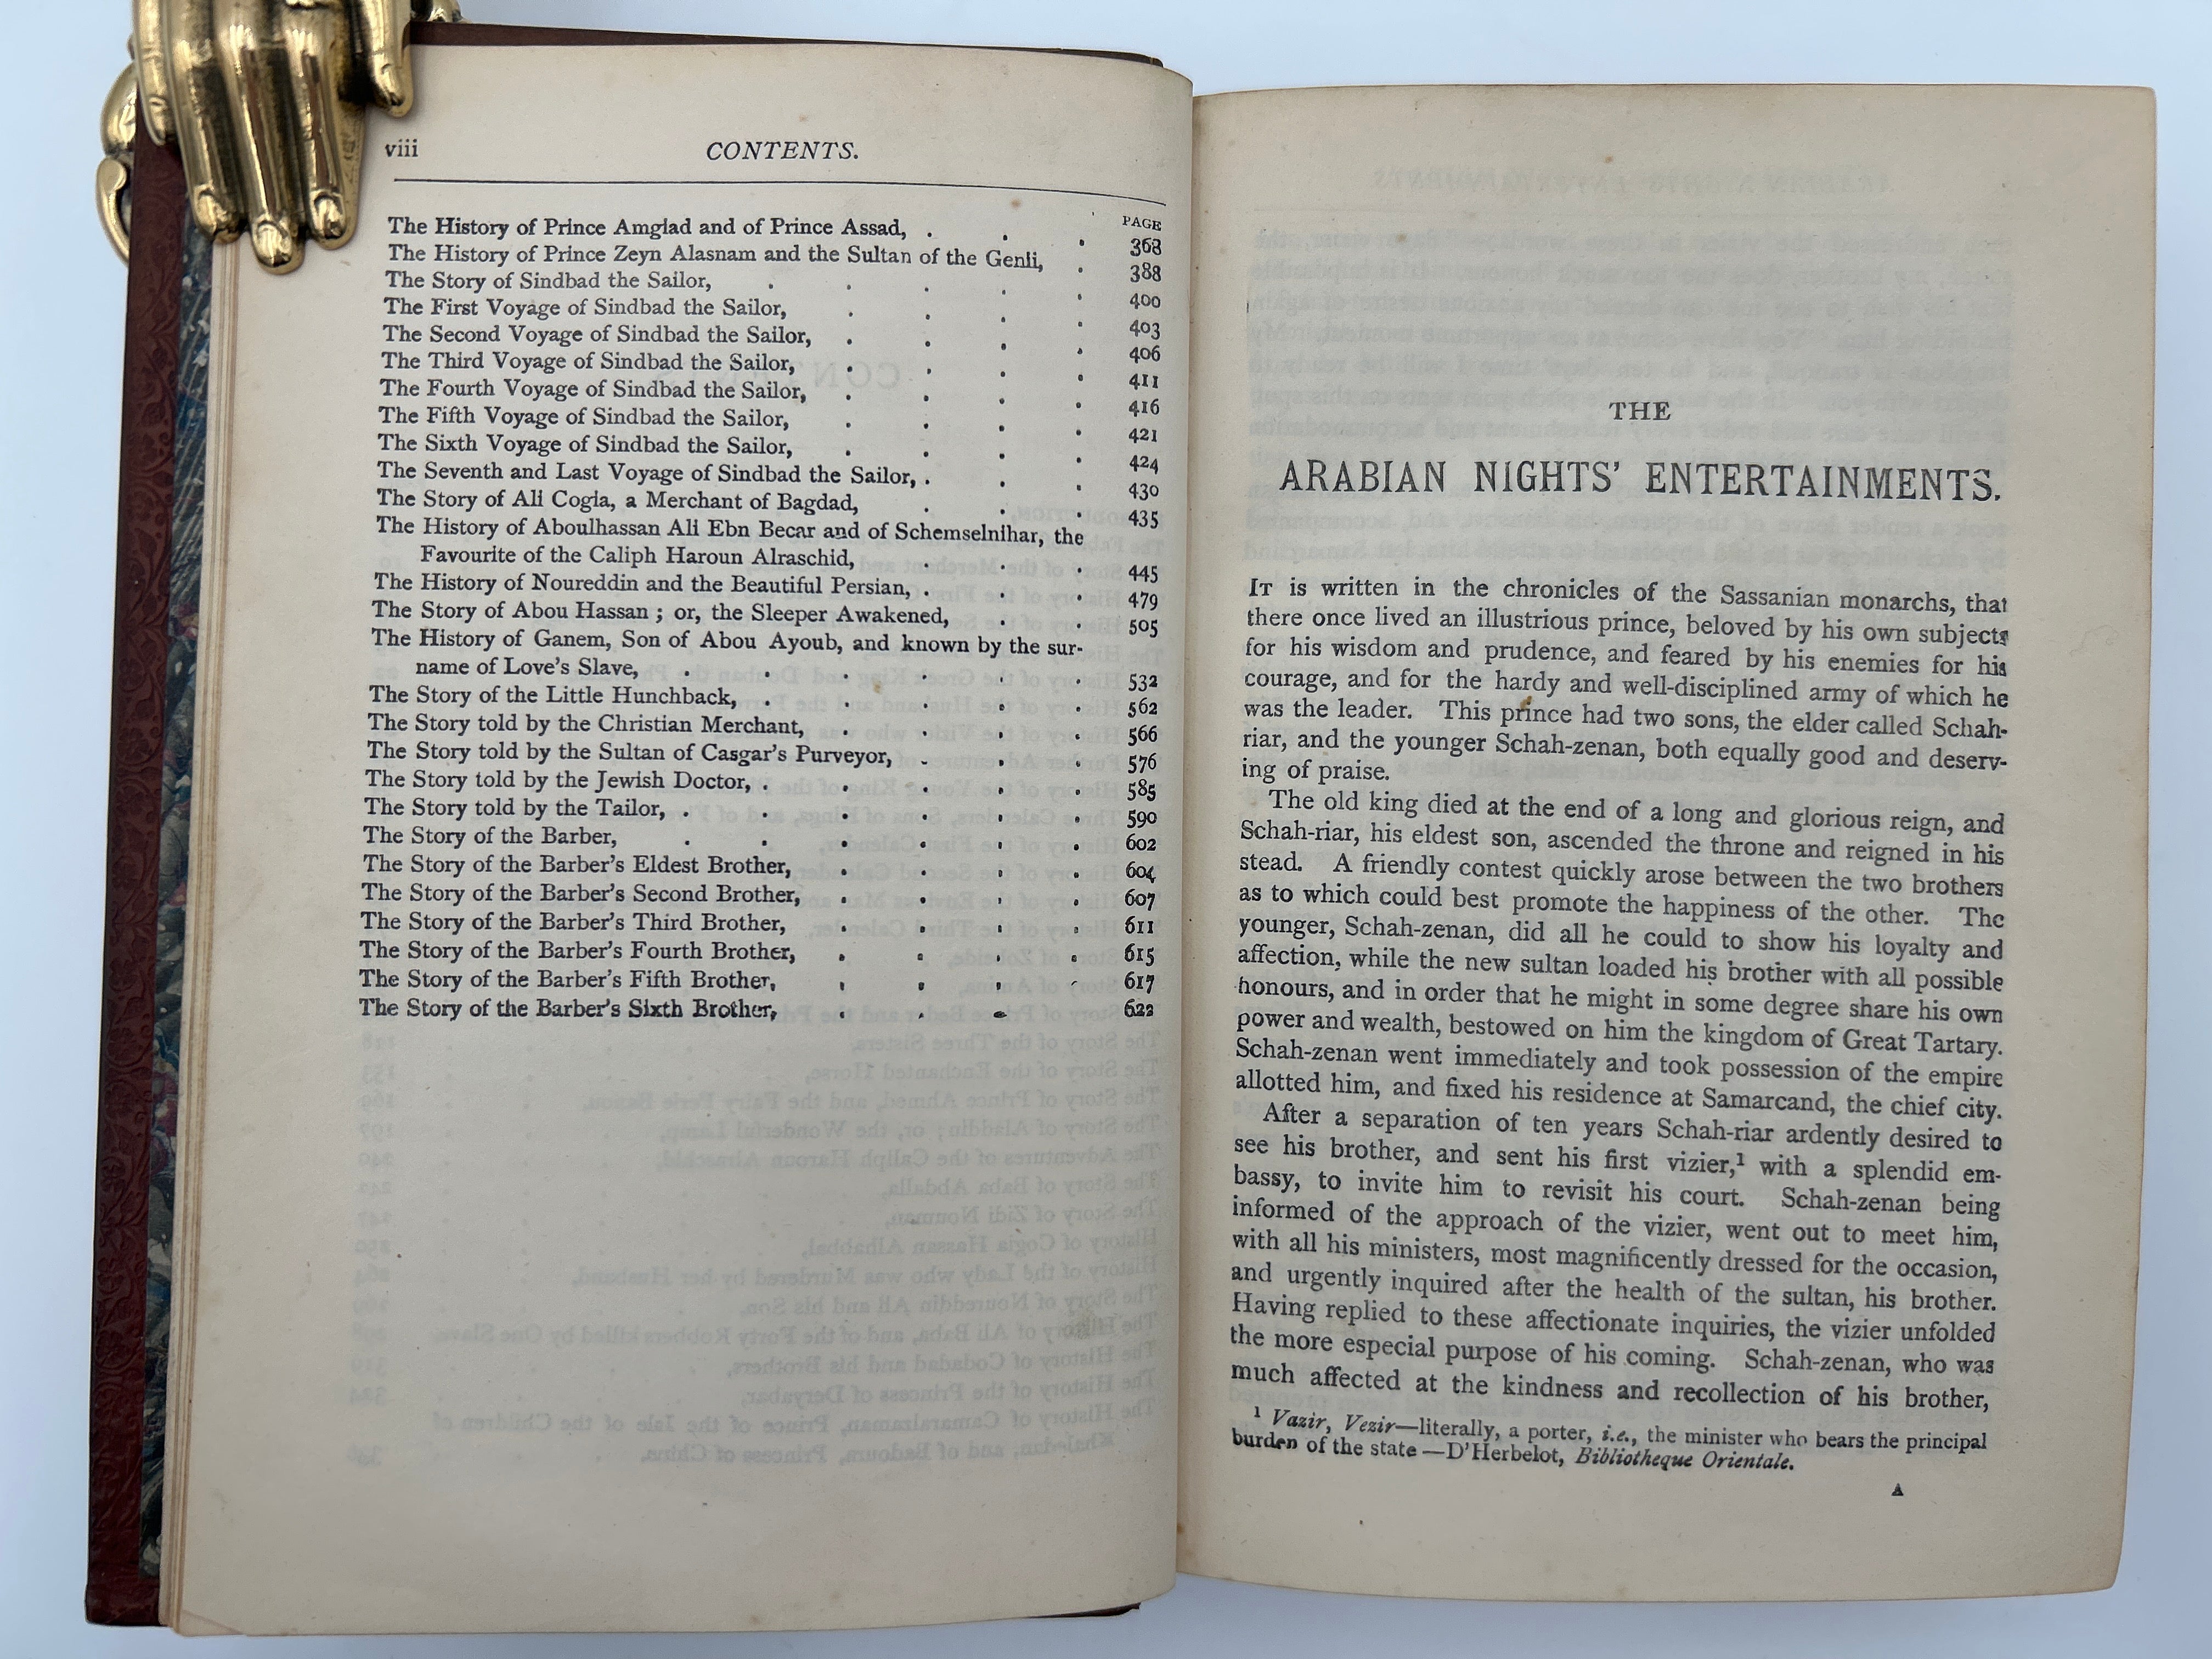 viii
CONTENTS.
PAGE
The History of Prince Amgiad and of Prince Assad, . . . 368
The History of Prince Zeyn Alasnam and the Sultan of the Genii, . 388
The Story of Sindbad the Sailor, . . . . . 400
The First Voyage of Sindbad the Sailor, . . . . 403
The Second Voyage of Sindbad the Sailor, . . . . 406
The Third Voyage of Sindbad the Sailor, . . . . 411
The Fourth Voyage of Sindbad the Sailor, . . . . 416
The Fifth Voyage of Sindbad the Sailor, . . . . 421
The Sixth Voyage of Sindbad the Sailor, . . . . 424
The Seventh and Last Voyage of Sindbad the Sailor, . . . 430
The Story of Ali Cogia, a Merchant of Bagdad, . . . 435
The History of Aboulhassan Ali Ebn Becar and of Schemselnihar, the
Favourite of the Caliph Haroun Alraschid, . . . 445
The History of Noureddin and the Beautiful Persian, . . . 479
The Story of Abou Hassan ; or, the Sleeper Awakened, . . 505
The History of Ganem, Son of Abou Ayoub, and known by the sur-
name of Love's Slave, . . . . . . 532
The Story of the Little Hunchback, . . . . . 562
The Story told by the Christian Merchant, . . . . 566
The Story told by the Sultan of Casgar's Purveyor, . . . 576
The Story told by the Jewish Doctor, . . . . . 585
The Story told by the Tailor, . . . . . . 590
The Story of the Barber, . . . . . . 602
The Story of the Barber's Eldest Brother, . . . . 604
The Story of the Barber's Second Brother, . . . . 607
The Story of the Barber's Third Brother, . . . . 611
The Story of the Barber's Fourth Brother, . . . . 615
The Story of the Barber's Fifth Brother, . . . . 617
The Story of the Barber's Sixth Brother, . . . 622
THE
ARABIAN NIGHTS' ENTERTAINMENTS.
IT is written in the chronicles of the Sassanian monarchs, that
there once lived an illustrious prince, beloved by his own subjects
for his wisdom and prudence, and feared by his enemies for his
courage, and for the hardy and well-disciplined army of which he
was the leader. This prince had two sons, the elder called Schah-
riar, and the younger Schah-zenan, both equally good and deserv-
ing of praise.
The old king died at the end of a long and glorious reign, and
Schah-riar, his eldest son, ascended the throne and reigned in his
stead. A friendly contest quickly arose between the two brothers
as to which could best promote the happiness of the other. The
younger, Schah-zenan, did all he could to show his loyalty and
affection, while the new sultan loaded his brother with all possible
honours, and in order that he might in some degree share his own
power and wealth, bestowed on him the kingdom of Great Tartary.
Schah-zenan went immediately and took possession of the empire
allotted him, and fixed his residence at Samarcand, the chief city.
After a separation of ten years Schah-riar ardently desired to
see his brother, and sent his first vizier,¹ with a splendid em-
bassy, to invite him to revisit his court. Schah-zenan being
informed of the approach of the vizier, went out to meet him,
with all his ministers, most magnificently dressed for the occasion,
and urgently inquired after the health of the sultan, his brother.
Having replied to these affectionate inquiries, the vizier unfolded
the more especial purpose of his coming. Schah-zenan, who was
much affected at the kindness and recollection of his brother,
¹ Vazir, Vezir—literally, a porter, i.e., the minister who bears the principal
burden of the state —D'Herbelot, Bibliotheque Orientale.
A